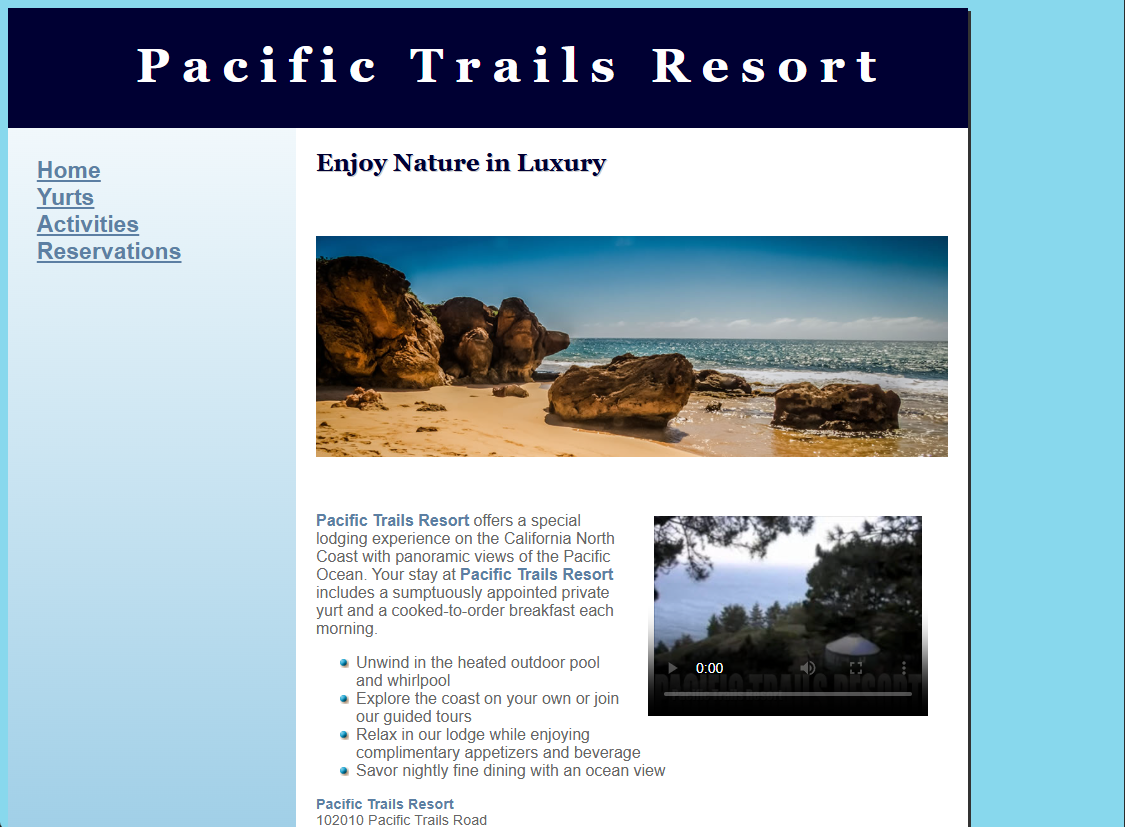 Pacific Trails Resort
Home
Yurts
Activities
Reservations
Enjoy Nature in Luxury
Pacific Trails Resort offers a special
lodging experience on the California North
Coast with panoramic views of the Pacific
Ocean. Your stay at Pacific Trails Resort
includes a sumptuously appointed private
yurt and a cooked-to-order breakfast each
morning.
Unwind in the heated outdoor pool
and whirlpool
Explore the coast on your own or join
our guided tours
Relax in our lodge while enjoying
complimentary appetizers and beverage
Savor nightly fine dining with an ocean view
PACIFIC TRAILS RESORT
0:00
Pacific Trails Resort
102010 Pacific Trails Road